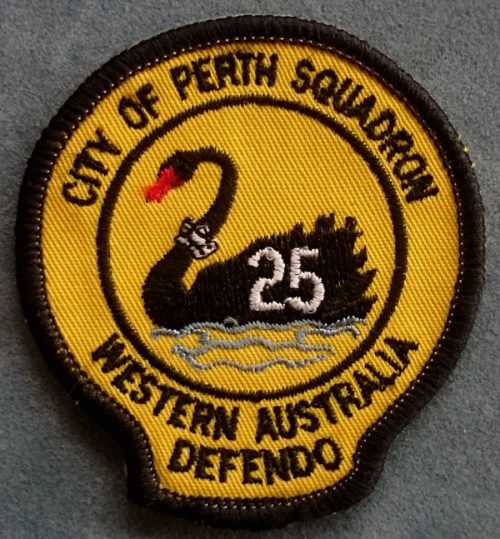 CITY OF PERTH SQUADRON
25
WESTERN AUSTRALIA
DEFENDO